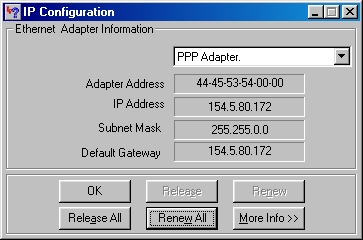 IP Configuration
Ethernet Adapter Information
PPP Adapter.
Adapter Address 44-45-53-54-00-00
IP Address 154.5.80.172
Subnet Mask 255.255.0.0
Default Gateway 154.5.80.172
OK Release Renew
Release All Renew All More Info >>